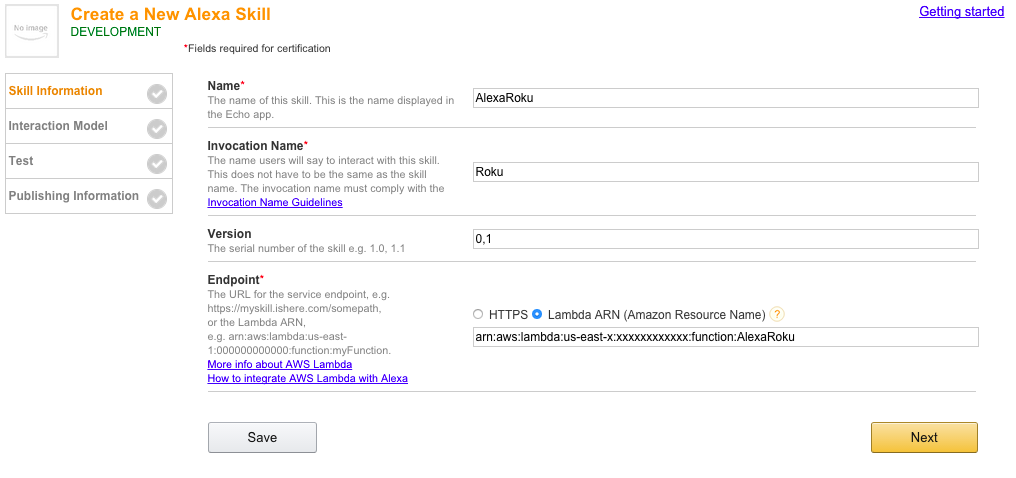 No image
Create a New Alexa Skill
DEVELOPMENT
Getting started
*Fields required for certification
Skill Information
Interaction Model
Test
Publishing Information
Name*
The name of this skill. This is the name displayed in
the Echo app.
AlexaRoku
Invocation Name*
The name users will say to interact with this skill.
This does not have to be the same as the skill
name. The invocation name must comply with the
Invocation Name Guidelines
Roku
Version
The serial number of the skill e.g. 1.0, 1.1
0,1
Endpoint*
The URL for the service endpoint, e.g.
https://myskill.ishere.com/somepath,
or the Lambda ARN,
e.g. arn:aws:lambda:us-east-
1:000000000000:function:myFunction.
More info about AWS Lambda
How to integrate AWS Lambda with Alexa
HTTPS Lambda ARN (Amazon Resource Name) ?
arn:aws:lambda:us-east-x:xxxxxxxxxxxx:function:AlexaRoku
Save
Next